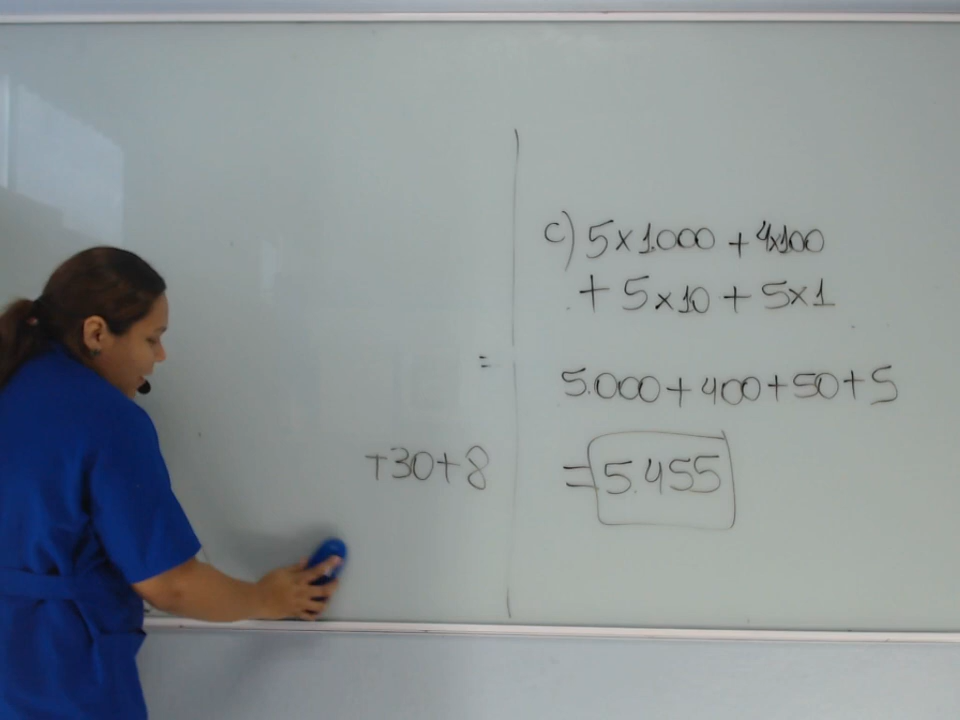 =
+30+8
c) 5x1.000 + 4x100
+ 5x10 + 5x1
5.000+400+50+5
= 5.455